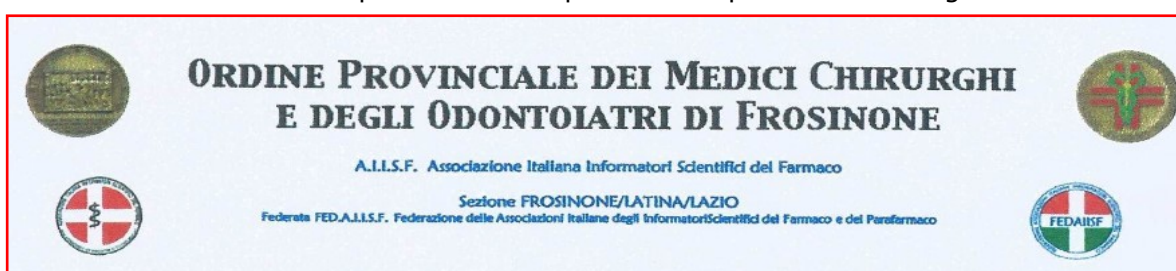 ORDINE PROVINCIALE DEI MEDICI CHIRURGHI
E DEGLI ODONTOIATRI DI FROSINONE
A.I.I.S.F. Associazione Italiana Informatori Scientifici del Farmaco
Sezione FROSINONE/LATINA/LAZIO
Federata FED.A.I.I.S.F. Federazione delle Associazioni Italiane degli InformatoriScientifici del Farmaco e del Parafarmaco
FEDAIISF